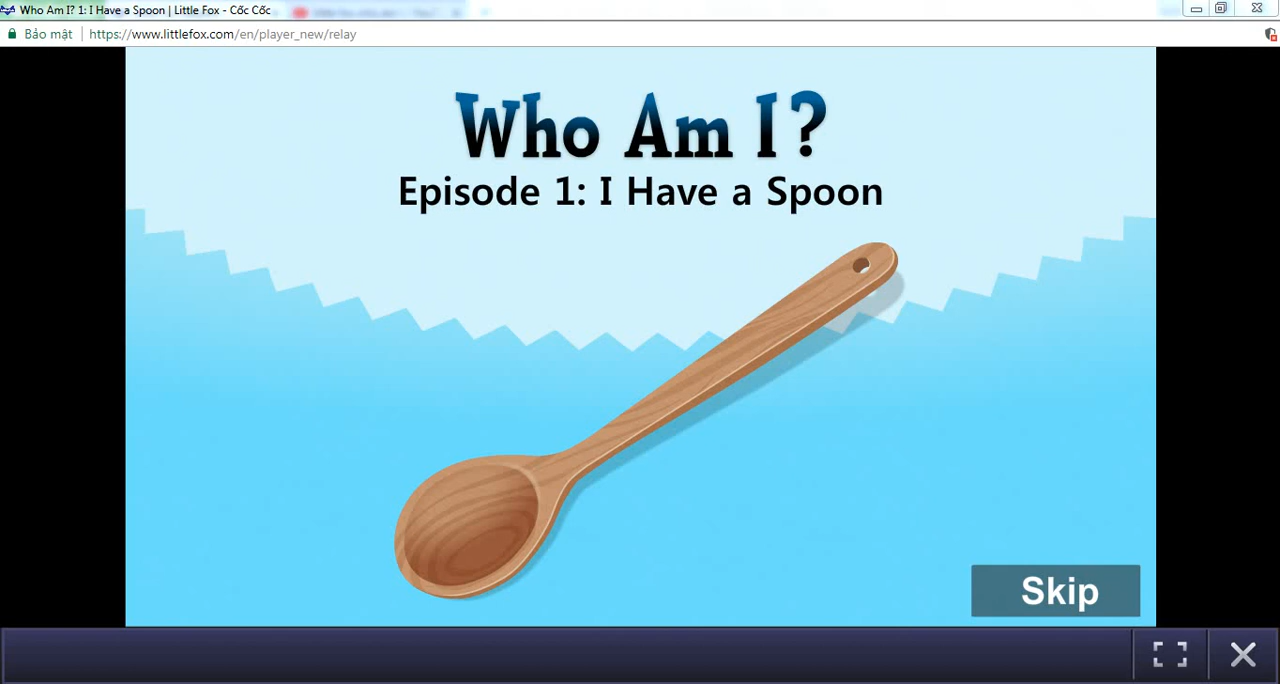 Who Am I? 1: I Have a Spoon | Little Fox - Cốc Cốc
Bảo mật | https://www.littlefox.com/en/player_new/relay
Who Am I?
Episode 1: I Have a Spoon
Skip